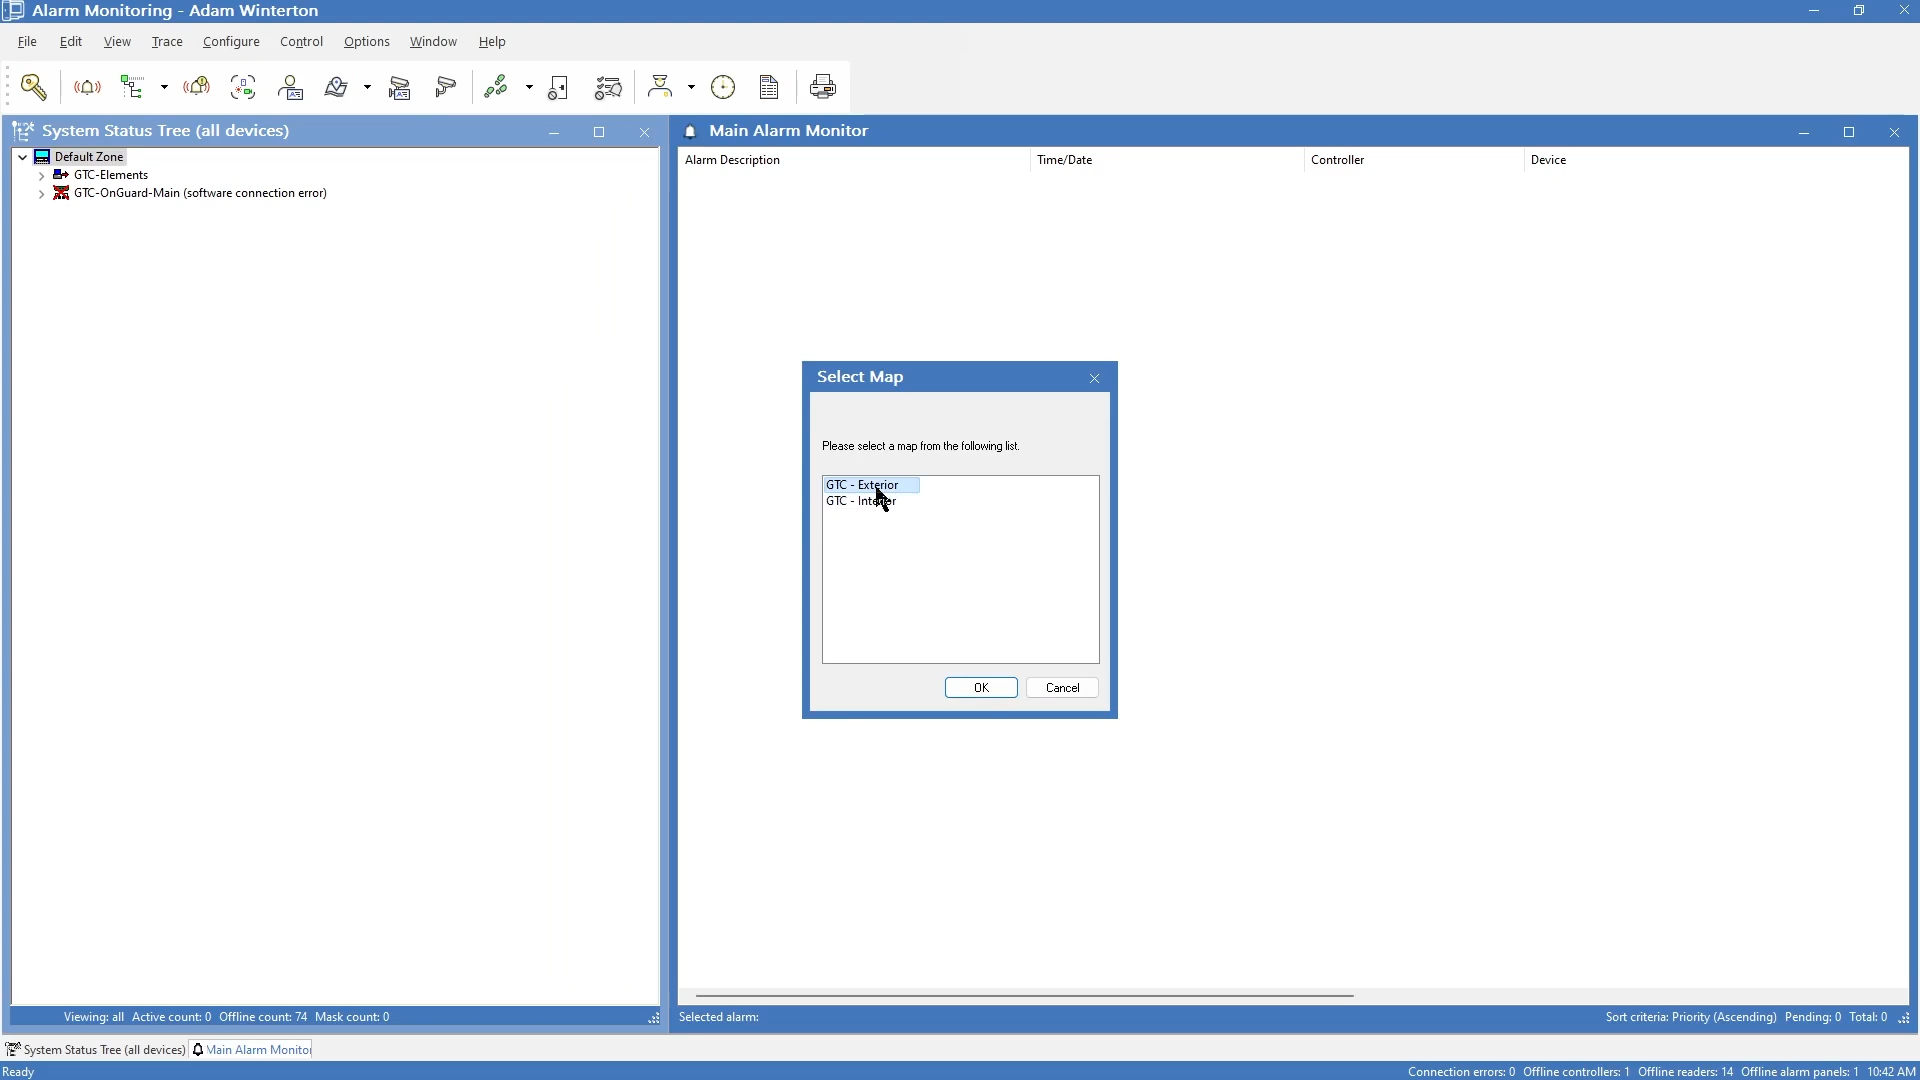 Alarm Monitoring - Adam Winterton
File Edit View Trace Configure Control Options Window Help
System Status Tree (all devices)
Default Zone
GTC-Elements
GTC-OnGuard-Main (software connection error)
Viewing: all Active count: 0 Offline count: 74 Mask count: 0
Main Alarm Monitor
Alarm Description Time/Date Controller Device
Select Map
Please select a map from the following list.
GTC - Exterior
GTC - Interior
OK Cancel
Selected alarm: Sort criteria: Priority (Ascending) Pending: 0 Total: 0
System Status Tree (all devices) Main Alarm Monitor
Ready Connection errors: 0 Offline controllers: 1 Offline readers: 14 Offline alarm panels: 1 10:42 AM